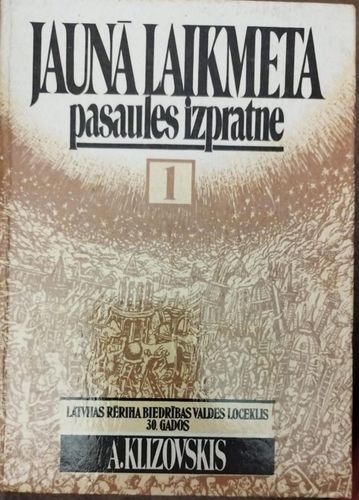 JAUNĀ LAIKMETA
pasaules izpratne
1
LATVIJAS RĒRIHA BIEDRĪBAS VALDES LOCEKLIS
30. GADOS
A.KLIZOVSKIS